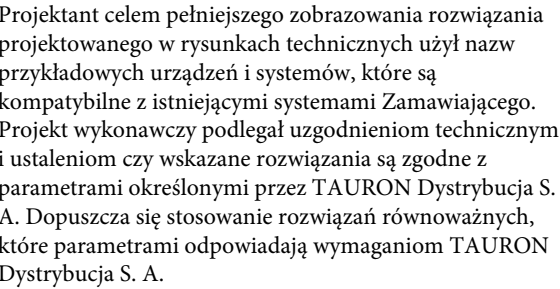 Projektant celem pełniejszego zobrazowania rozwiązania
projektowanego w rysunkach technicznych użył nazw
przykładowych urządzeń i systemów, które są
kompatybilne z istniejącymi systemami Zamawiającego.
Projekt wykonawczy podlegał uzgodnieniom technicznym
i ustaleniom czy wskazane rozwiązania są zgodne z
parametrami określonymi przez TAURON Dystrybucja S.
A. Dopuszcza się stosowanie rozwiązań równoważnych,
które parametrami odpowiadają wymaganiom TAURON
Dystrybucja S. A.